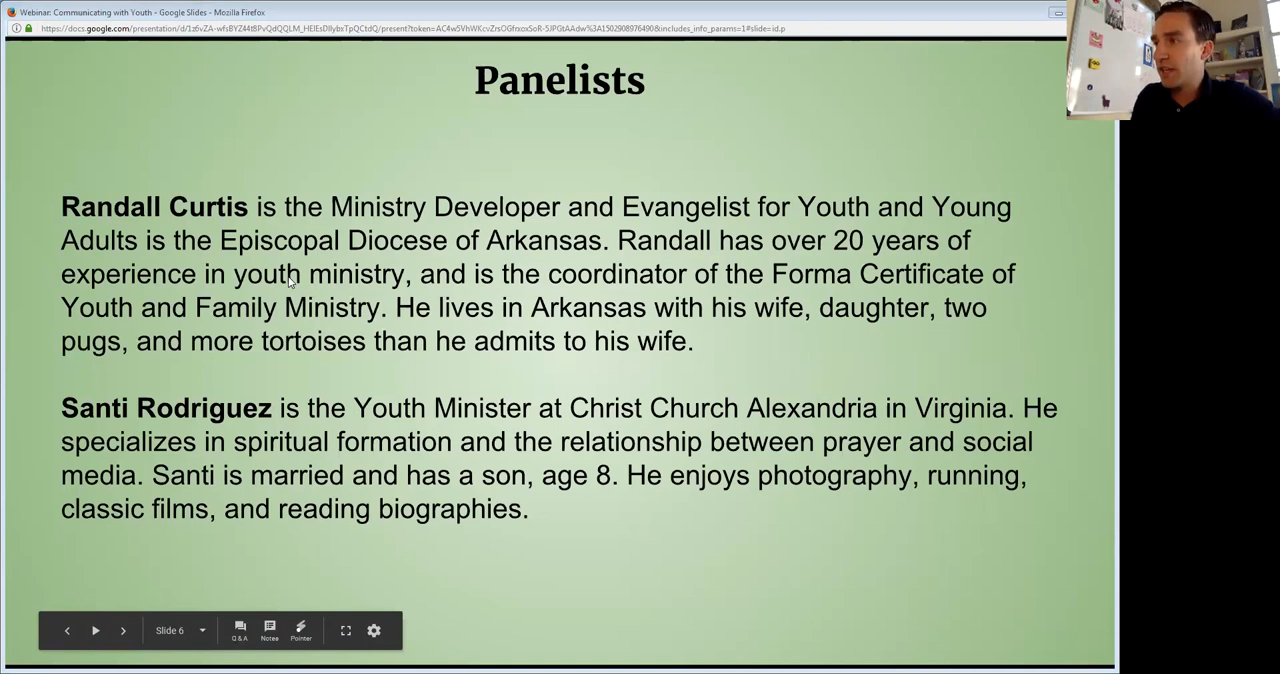 Webinar: Communicating with Youth - Google Slides - Mozilla Firefox
Panelists
Randall Curtis is the Ministry Developer and Evangelist for Youth and Young
Adults is the Episcopal Diocese of Arkansas. Randall has over 20 years of
experience in youth ministry, and is the coordinator of the Forma Certificate of
Youth and Family Ministry. He lives in Arkansas with his wife, daughter, two
pugs, and more tortoises than he admits to his wife.
Santi Rodriguez is the Youth Minister at Christ Church Alexandria in Virginia. He
specializes in spiritual formation and the relationship between prayer and social
media. Santi is married and has a son, age 8. He enjoys photography, running,
classic films, and reading biographies.
Slide 6
Q & A
Notes
Pointer